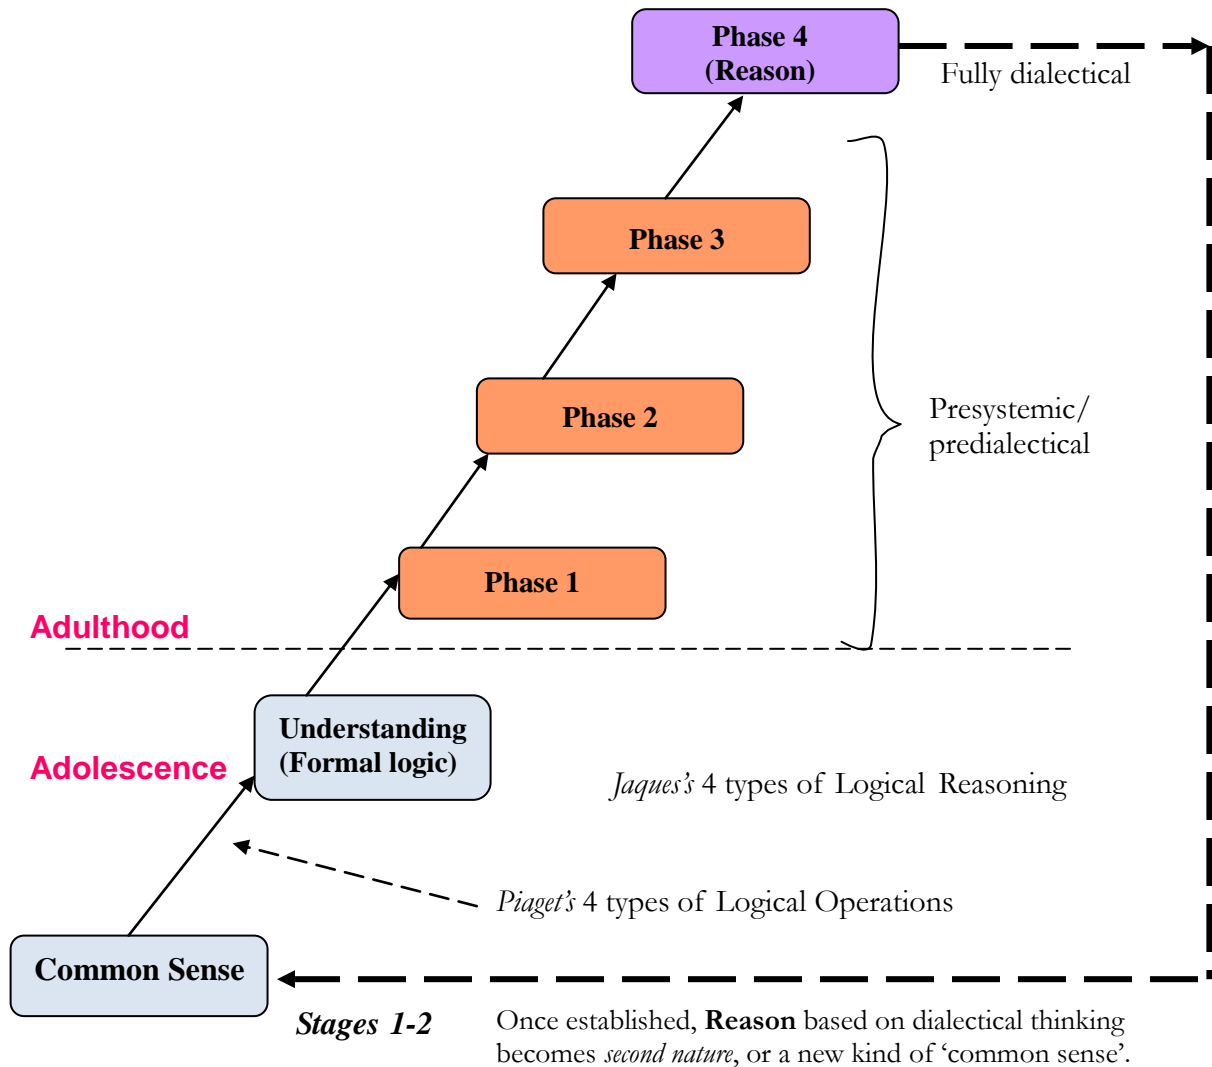 Phase 4
(Reason)
Fully dialectical
Phase 3
Phase 2
Presystemic/
predialectical
Phase 1
Adulthood
Understanding
(Formal logic)
Adolescence
Jaques's 4 types of Logical Reasoning
Piaget's 4 types of Logical Operations
Common Sense
Stages 1-2
Once established, Reason based on dialectical thinking
becomes second nature, or a new kind of ‘common sense’.